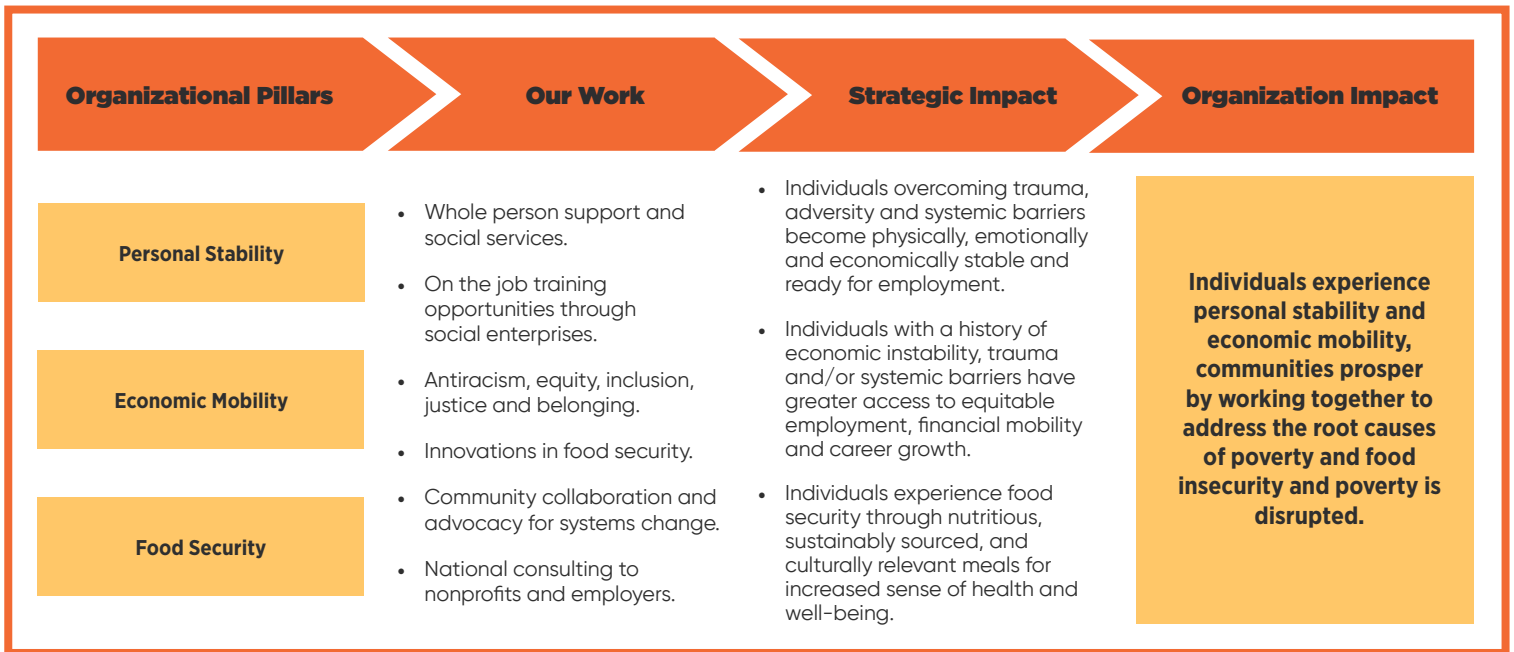 Organizational Pillars
Our Work
Strategic Impact
Organization Impact
Personal Stability
Economic Mobility
Food Security
• Whole person support and
social services.
• On the job training
opportunities through
social enterprises.
• Antiracism, equity, inclusion,
justice and belonging.
• Innovations in food security.
• Community collaboration and
advocacy for systems change.
• National consulting to
nonprofits and employers.
• Individuals overcoming trauma,
adversity and systemic barriers
become physically, emotionally
and economically stable and
ready for employment.
• Individuals with a history of
economic instability, trauma
and/or systemic barriers have
greater access to equitable
employment, financial mobility
and career growth.
• Individuals experience food
security through nutritious,
sustainably sourced, and
culturally relevant meals for
increased sense of health and
well-being.
Individuals experience
personal stability and
economic mobility,
communities prosper
by working together to
address the root causes
of poverty and food
insecurity and poverty is
disrupted.